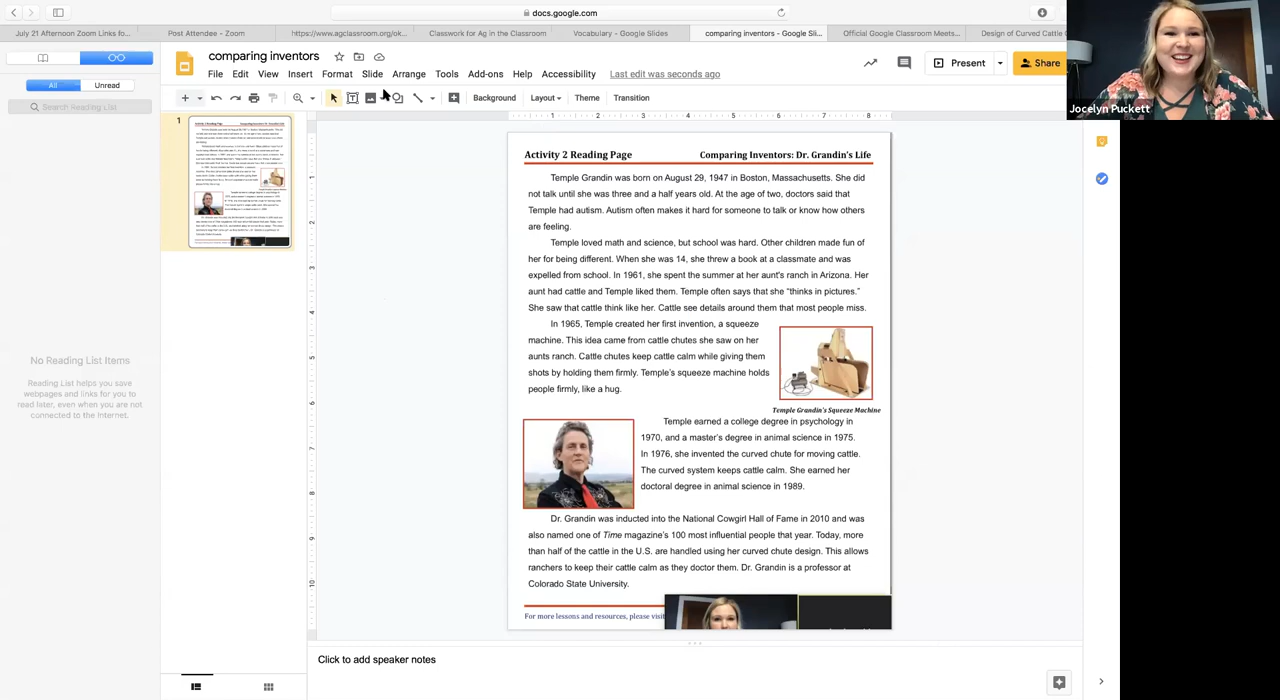 docs.google.com
July 21 Afternoon Zoom Links fo...
Post Attendee - Zoom
https://www.agclassroom.org/ok...
Classwork for Ag in the Classroom
Vocabulary - Google Slides
comparing inventors - Google Sli...
Official Google Classroom Meets...
Design of Curved Cattle C
comparing inventors
File Edit View Insert Format Slide Arrange Tools Add-ons Help Accessibility Last edit was seconds ago
Present
Share
All Unread
Search Reading List
Background Layout Theme Transition
Jocelyn Puckett
No Reading List Items
Reading List helps you save
webpages and links for you to
read later, even when you are not
connected to the Internet.
1
Activity 2 Reading Page Comparing Inventors: Dr. Grandin's Life
Temple Grandin was born on August 29, 1947 in Boston, Massachusetts. She did
not talk until she was three and a half years old. At the age of two, doctors said that
Temple had autism. Autism often makes it hard for someone to talk or know how others
are feeling.
Temple loved math and science, but school was hard. Other children made fun of
her for being different. When she was 14, she threw a book at a classmate and was
expelled from school. In 1961, she spent the summer at her aunt's ranch in Arizona. Her
aunt had cattle and Temple liked them. Temple often says that she "thinks in pictures."
She saw that cattle think like her. Cattle see details around them that most people miss.
In 1965, Temple created her first invention, a squeeze
machine. This idea came from cattle chutes she saw on her
aunts ranch. Cattle chutes keep cattle calm while giving them
shots by holding them firmly. Temple's squeeze machine holds
people firmly, like a hug.
Temple Grandin's Squeeze Machine
Temple earned a college degree in psychology in
1970, and a master's degree in animal science in 1975.
In 1976, she invented the curved chute for moving cattle.
The curved system keeps cattle calm. She earned her
doctoral degree in animal science in 1989.
Dr. Grandin was inducted into the National Cowgirl Hall of Fame in 2010 and was
also named one of Time magazine's 100 most influential people that year. Today, more
than half of the cattle in the U.S. are handled using her curved chute design. This allows
ranchers to keep their cattle calm as they doctor them. Dr. Grandin is a professor at
Colorado State University.
For more lessons and resources, please visit
Click to add speaker notes